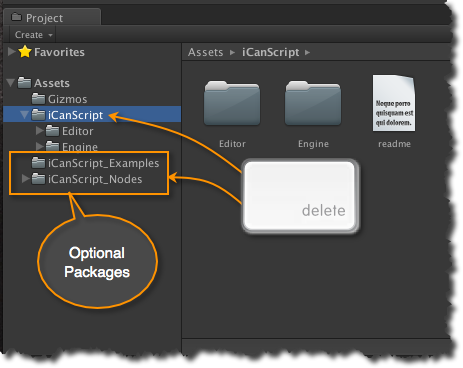 Project
Create
Favorites
Assets
Gizmos
iCanScript
Editor
Engine
iCanScript_Examples
iCanScript_Nodes
Optional
Packages
Assets iCanScript
Editor
Engine
readme
Neque porro
quisquam est
qui dolorem.
delete